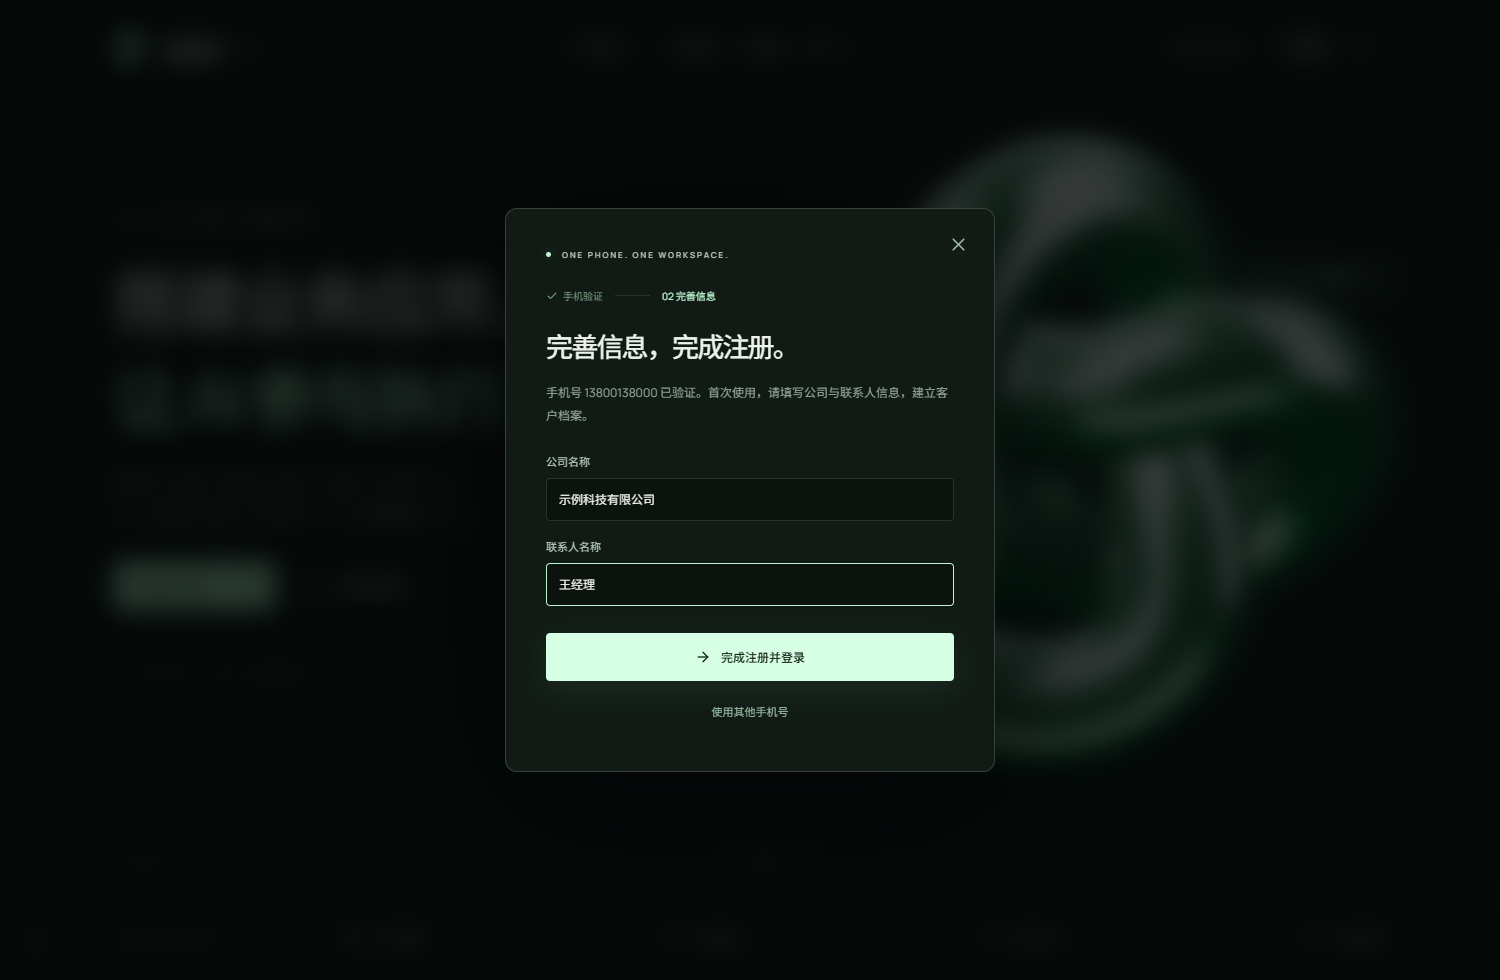 ONE PHONE. ONE WORKSPACE.
手机验证 02 完善信息
完善信息，完成注册。
手机号 13800138000 已验证。首次使用，请填写公司与联系人信息，建立客
户档案。
公司名称
示例科技有限公司
联系人名称
王经理
完成注册并登录
使用其他手机号